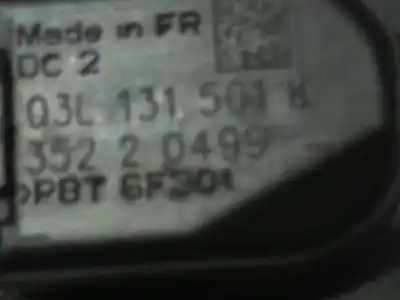 Made in FR
DC 2
03L 131 501 K
352 2 0499
>PBT GF30<